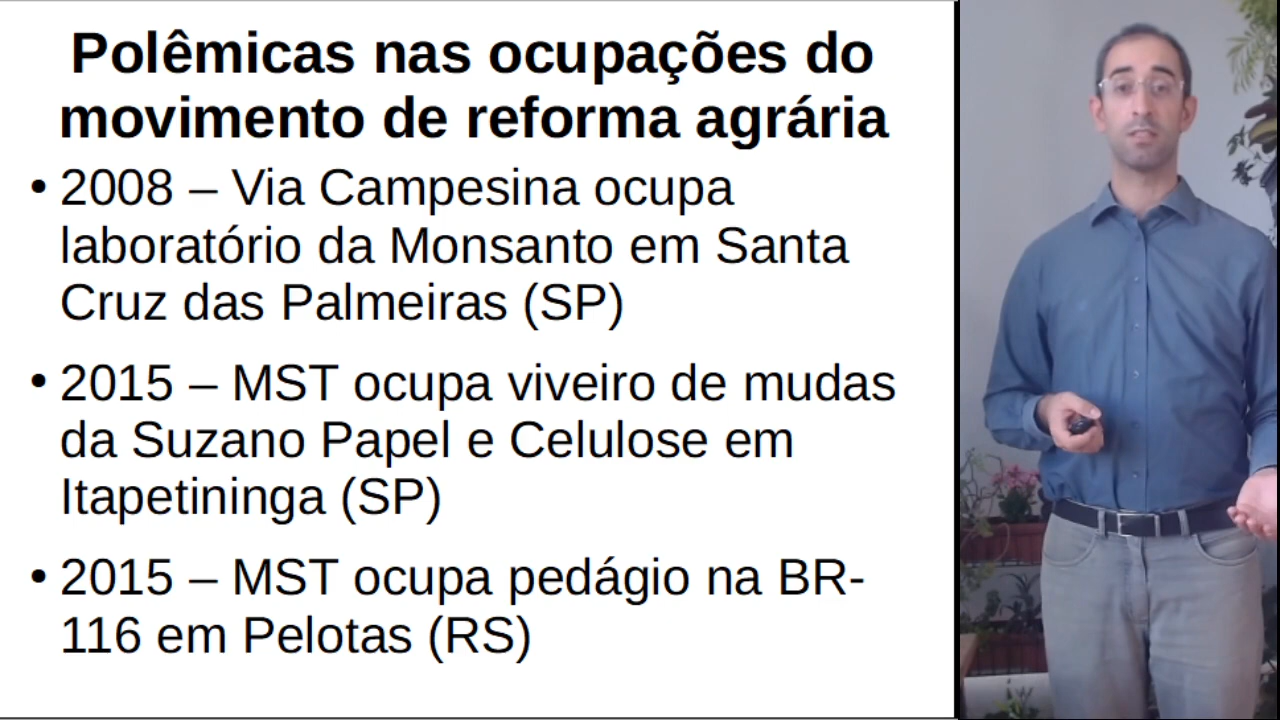 Polêmicas nas ocupações do
movimento de reforma agrária
• 2008 – Via Campesina ocupa
laboratório da Monsanto em Santa
Cruz das Palmeiras (SP)
• 2015 – MST ocupa viveiro de mudas
da Suzano Papel e Celulose em
Itapetininga (SP)
• 2015 – MST ocupa pedágio na BR-
116 em Pelotas (RS)